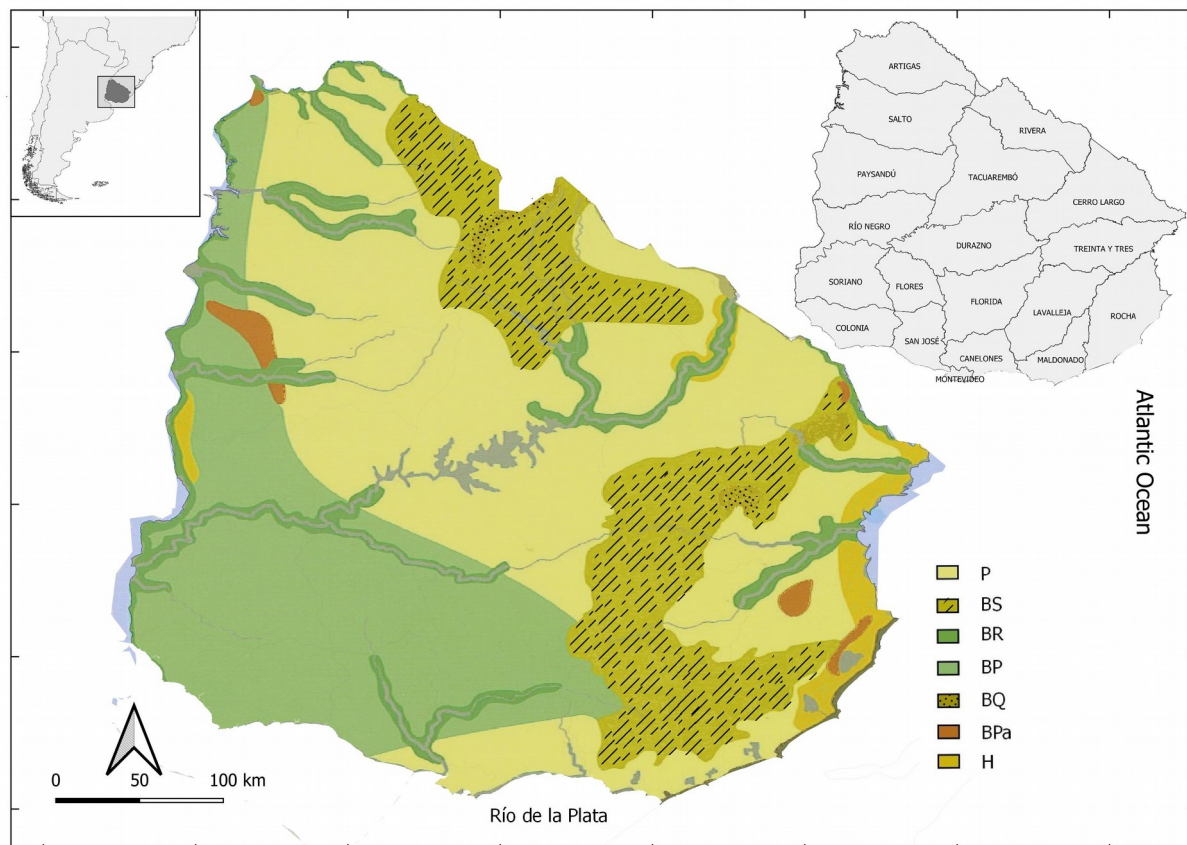 ARTIGAS
SALTO
RIVERA
PAYSANDÚ
TACUAREMBÓ
CERRO LARGO
RÍO NEGRO
DURAZNO
TREINTA Y TRES
SORIANO
FLORES
FLORIDA
LAVALLEJA
ROCHA
COLONIA
SAN JOSÉ
CANELONES
MALDONADO
MONTEVIDEO
Atlantic Ocean
P
BS
BR
BP
BQ
BPa
H
0 50 100 km
Río de la Plata